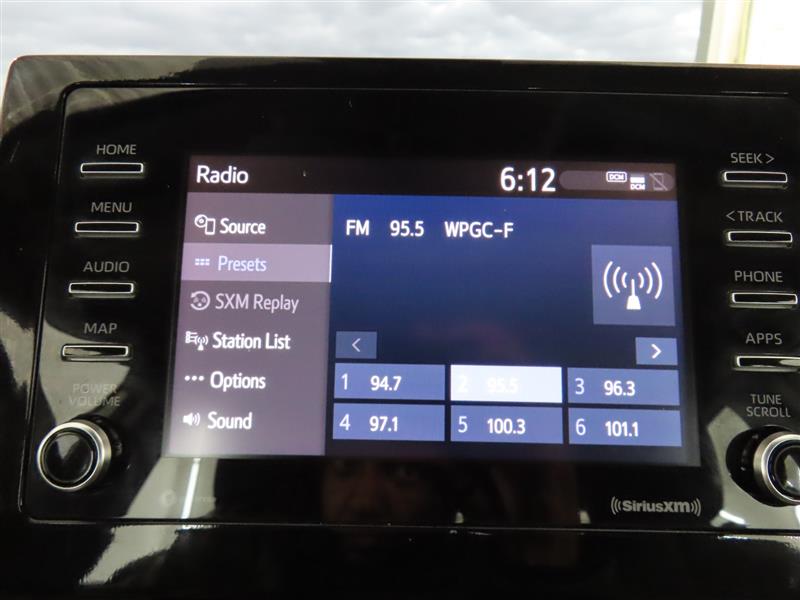 HOME
MENU
AUDIO
MAP
POWER
VOLUME
Radio
6:12
DCM
DCM
Source
Presets
SXM Replay
Station List
Options
Sound
FM 95.5 WPGC-F
<
>
1 94.7
2 95.5
3 96.3
4 97.1
5 100.3
6 101.1
SEEK >
< TRACK
PHONE
APPS
TUNE
SCROLL
((SiriusXM))